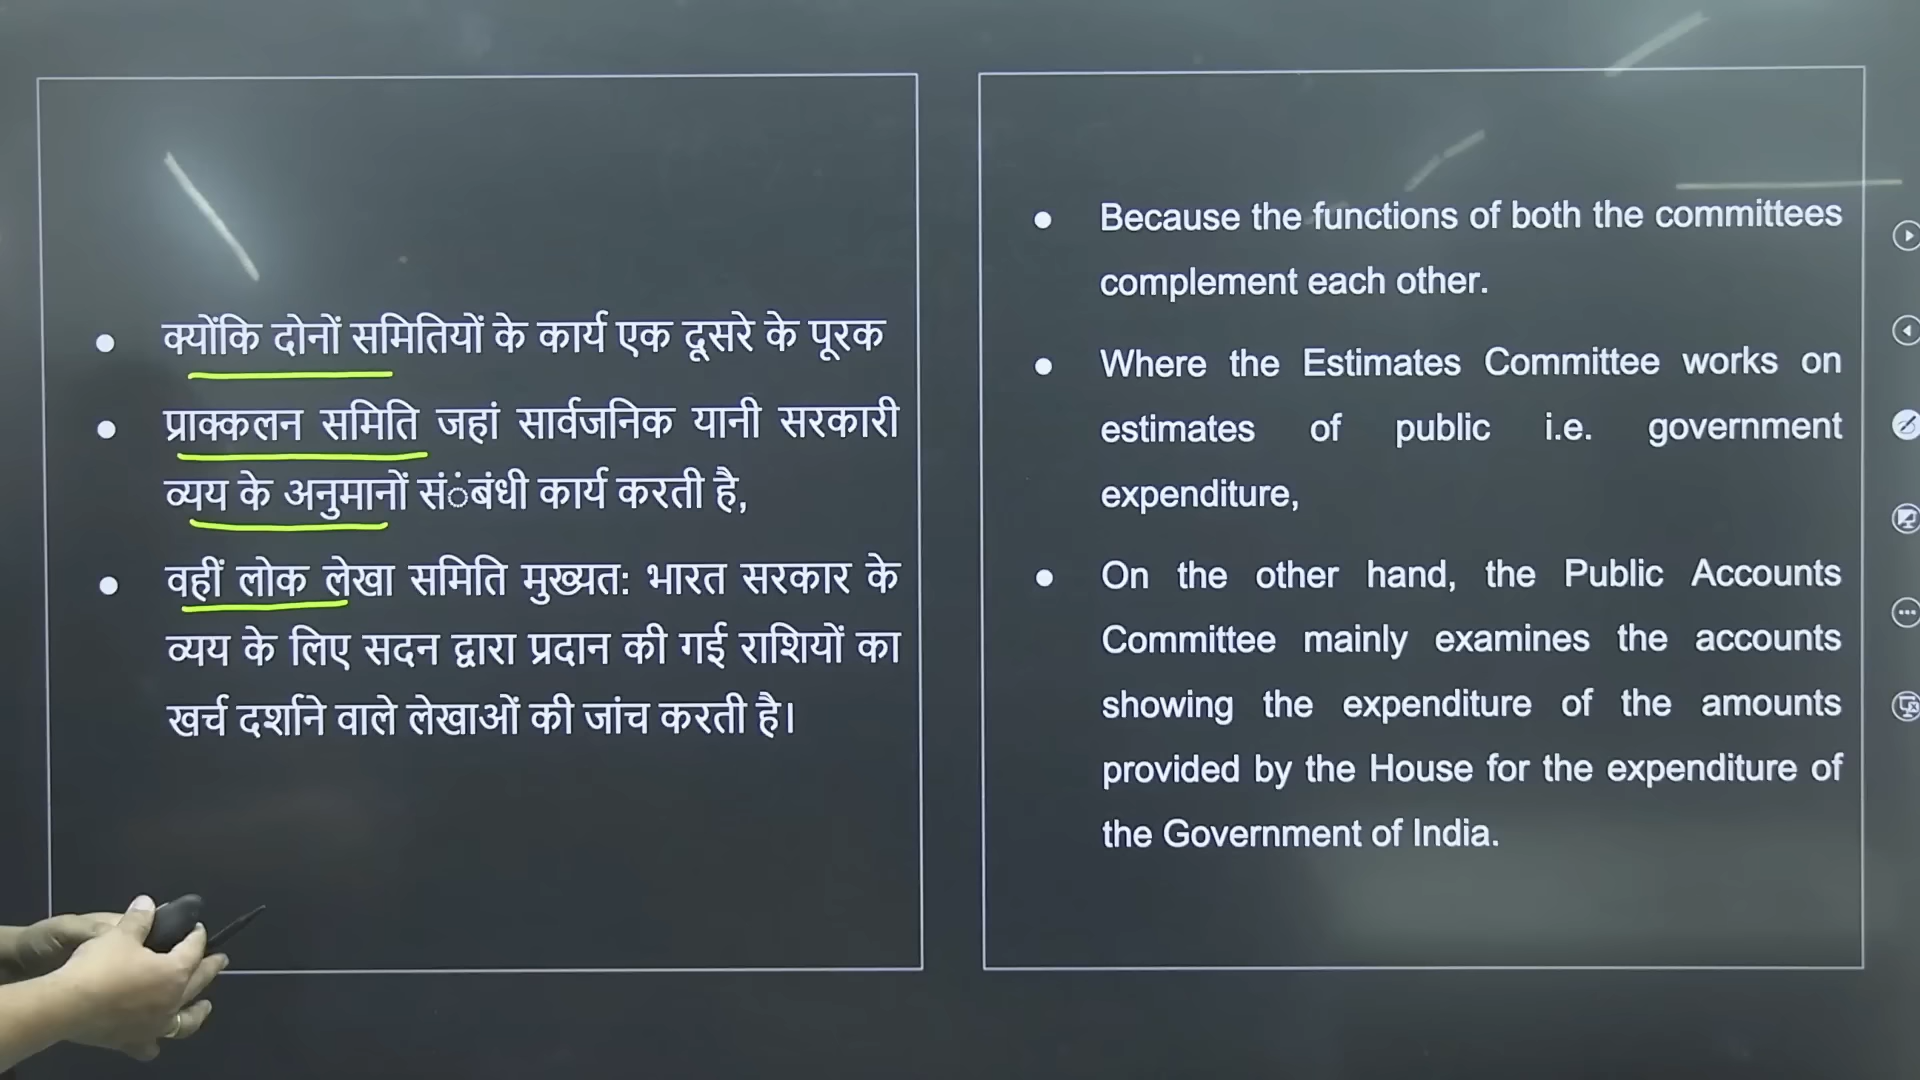 क्योंकि दोनों समितियों के कार्य एक दूसरे के पूरक
प्राक्कलन समिति जहां सार्वजनिक यानी सरकारी
व्यय के अनुमानों संंबंधी कार्य करती है,
वहीं लोक लेखा समिति मुख्यत: भारत सरकार के
व्यय के लिए सदन द्वारा प्रदान की गई राशियों का
खर्च दर्शाने वाले लेखाओं की जांच करती है।
Because the functions of both the committees
complement each other.
Where the Estimates Committee works on
estimates of public i.e. government
expenditure,
On the other hand, the Public Accounts
Committee mainly examines the accounts
showing the expenditure of the amounts
provided by the House for the expenditure of
the Government of India.